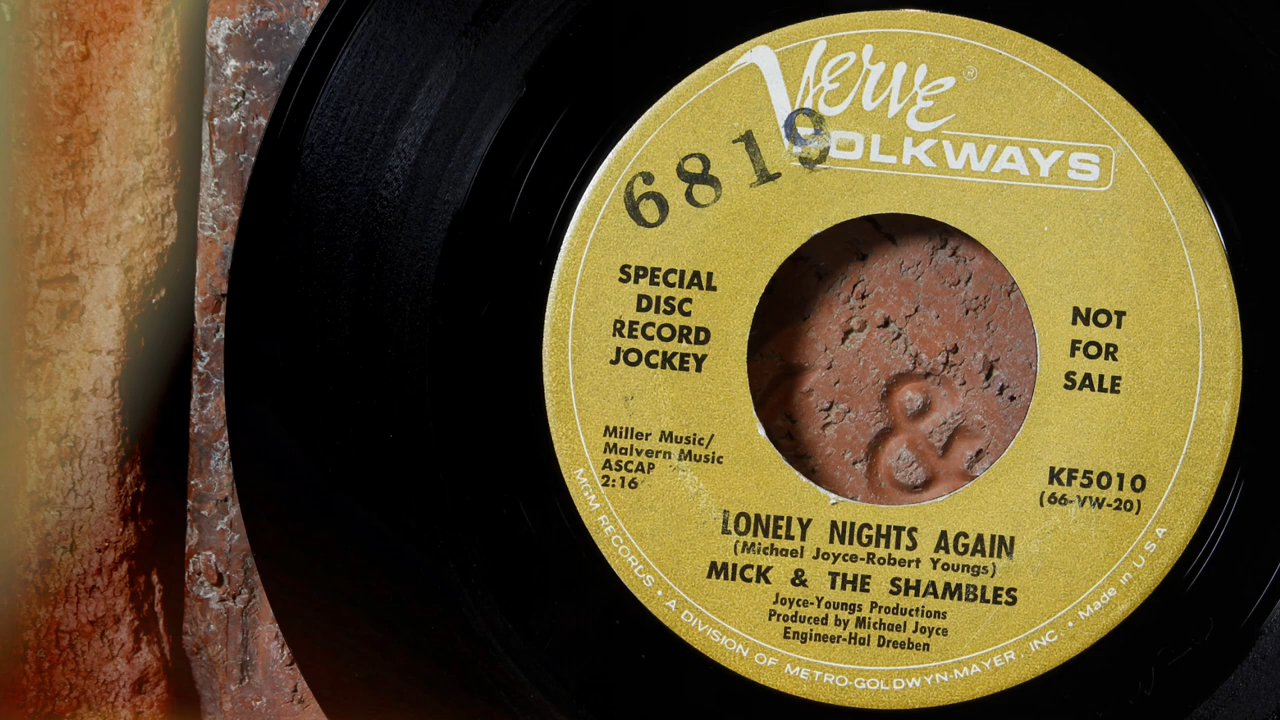 Verve ®
FOLKWAYS
6819
SPECIAL
DISC
RECORD
JOCKEY
NOT
FOR
SALE
Miller Music/
Malvern Music
ASCAP
2:16
KF5010
(66-VW-20)
LONELY NIGHTS AGAIN
(Michael Joyce-Robert Youngs)
MICK & THE SHAMBLES
Joyce-Youngs Productions
Produced by Michael Joyce
Engineer-Hal Dreeben
MGM RECORDS • A DIVISION OF METRO-GOLDWYN-MAYER INC. • Made in U.S.A